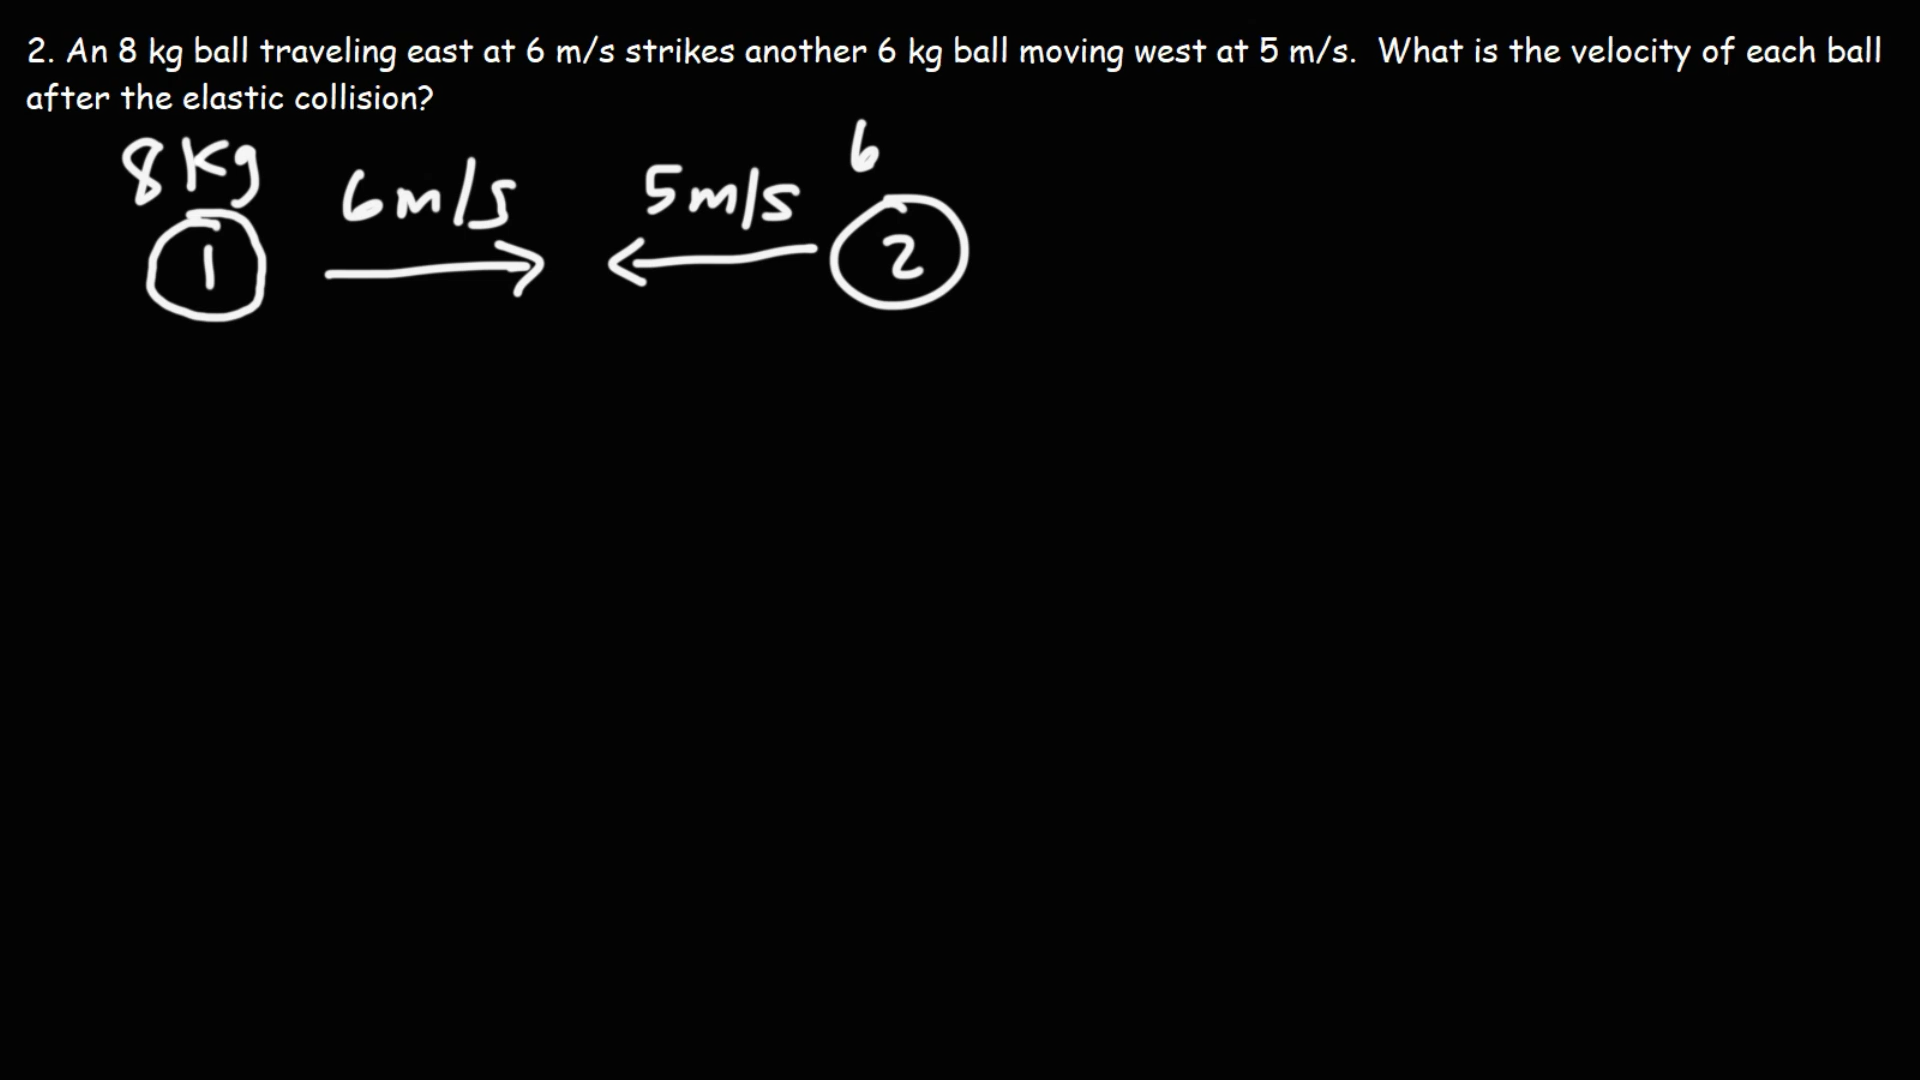 2. An 8 kg ball traveling east at 6 m/s strikes another 6 kg ball moving west at 5 m/s. What is the velocity of each ball
after the elastic collision?
8 kg 6 m/s 5 m/s 6
1 2